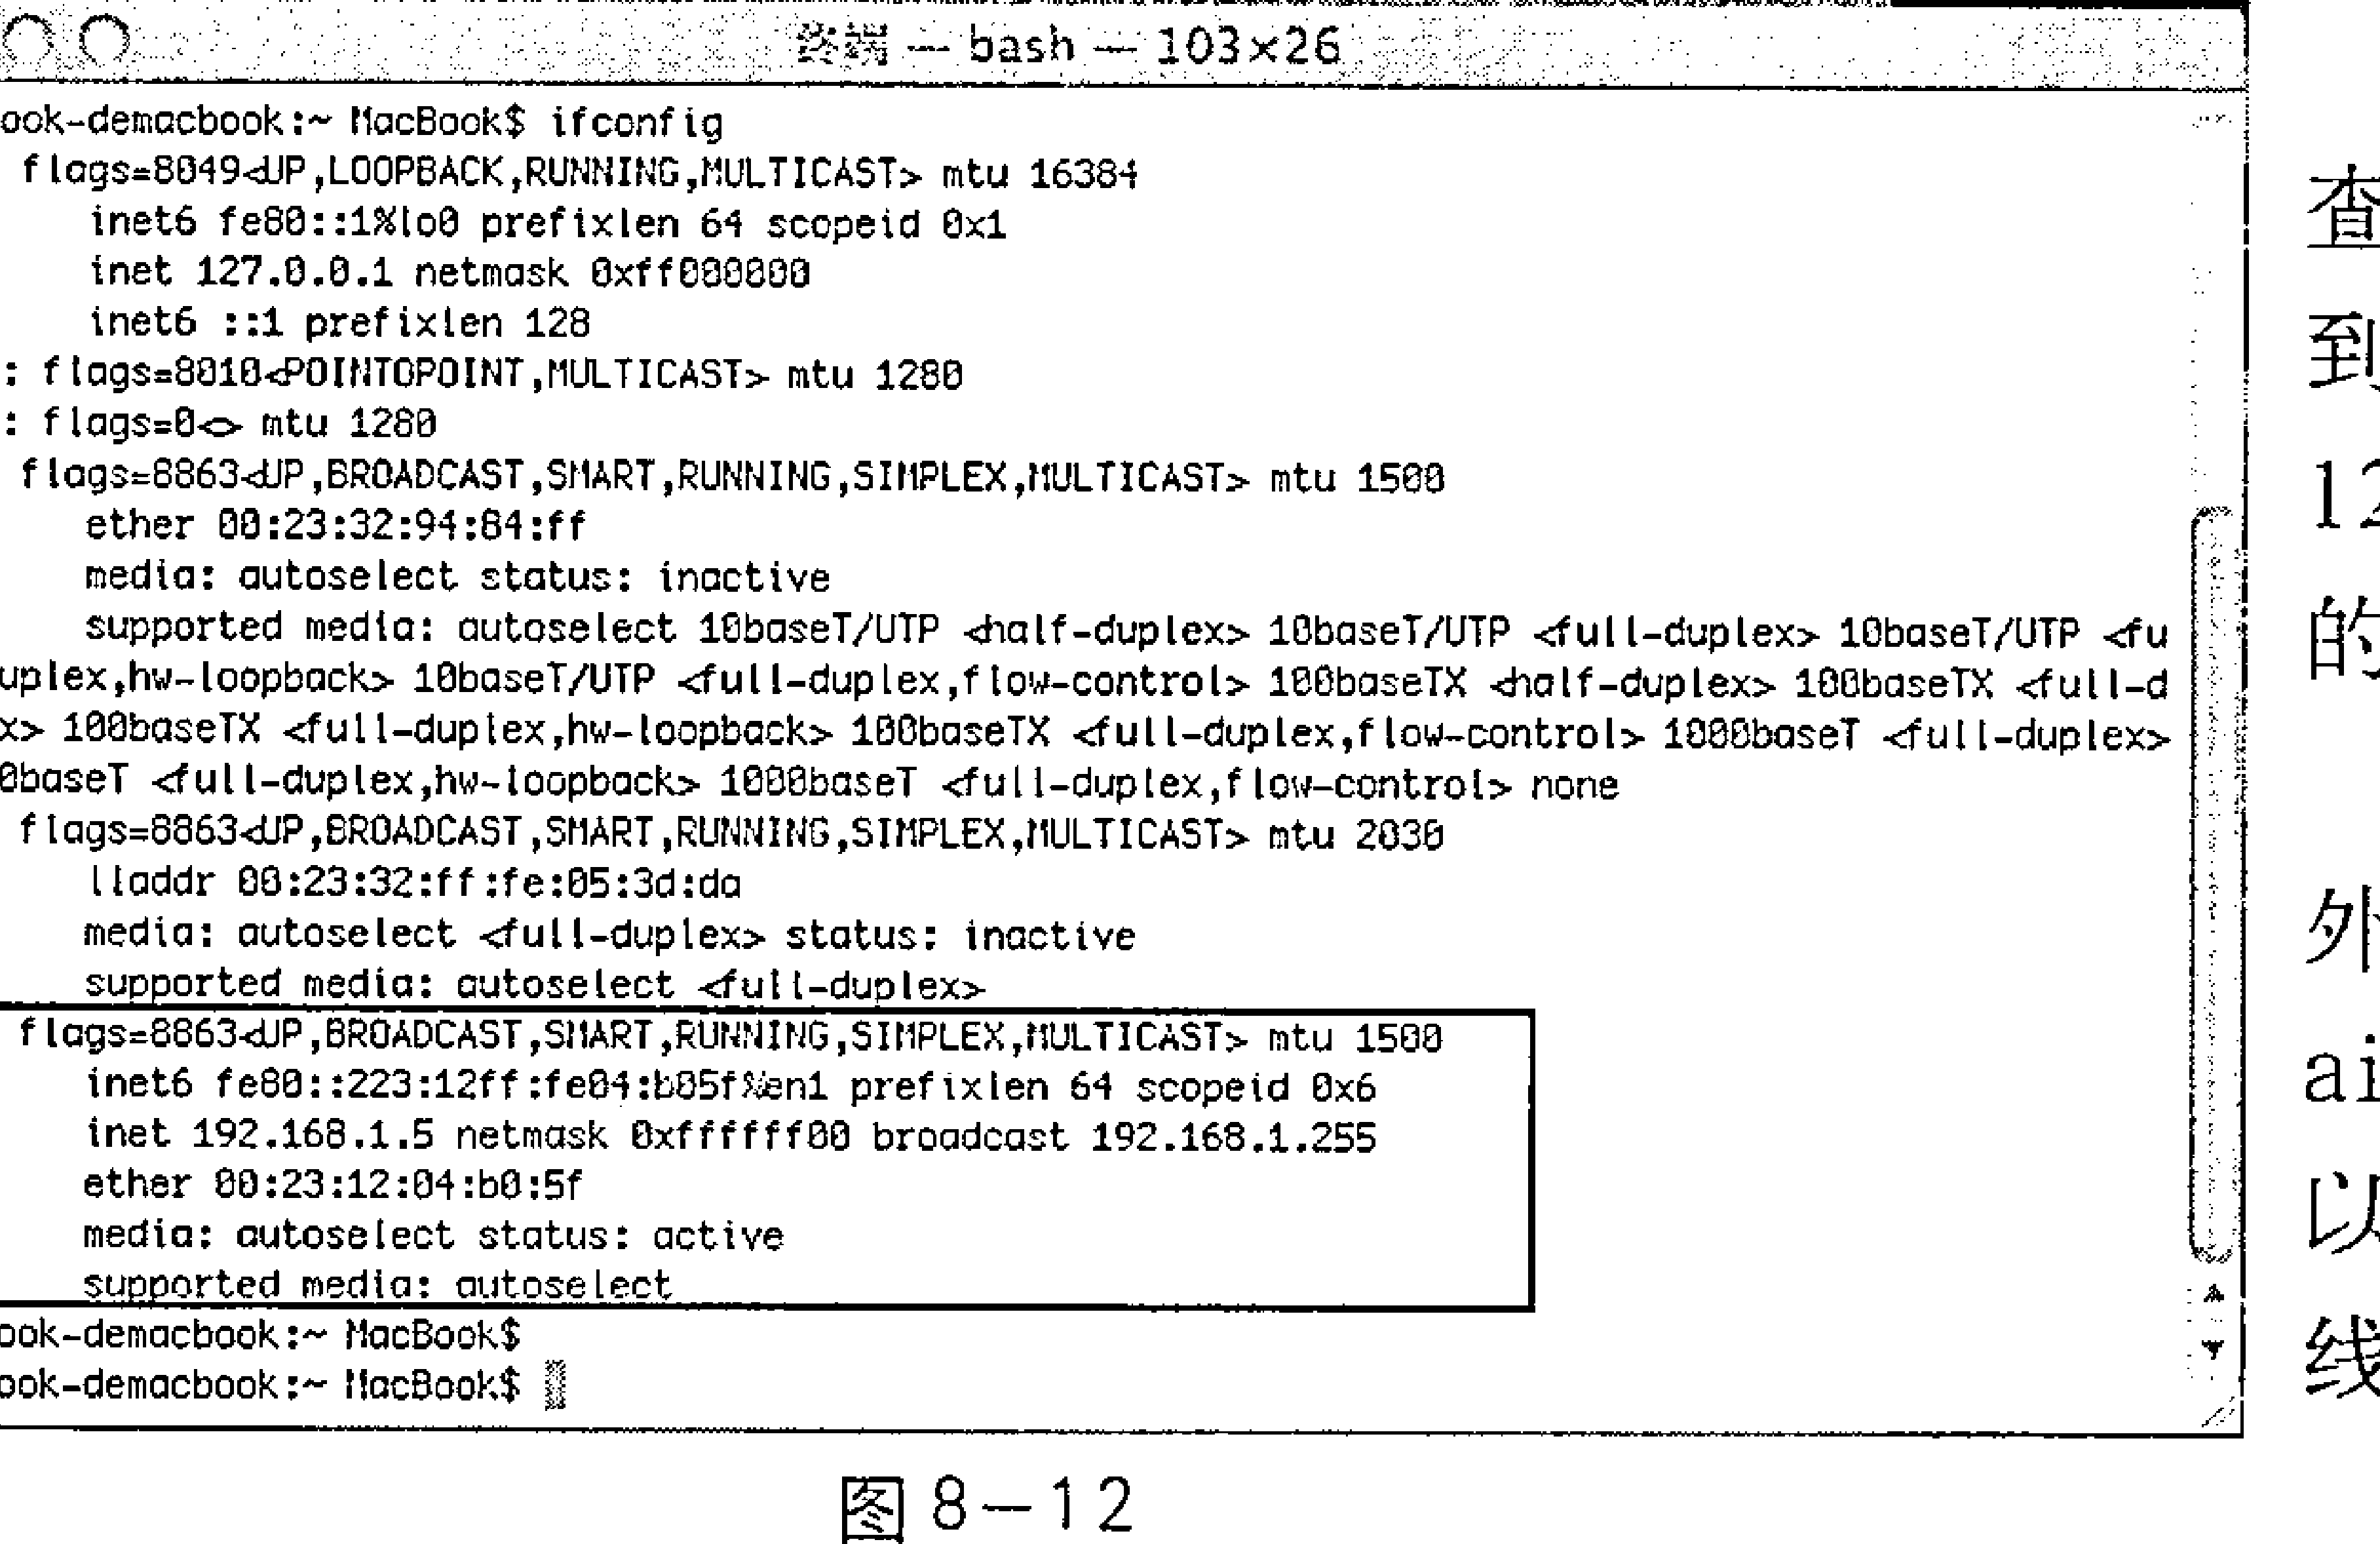 终端 — bash — 103×26
ook-demacbook:~ MacBook$ ifconfig
flags=8049<UP,LOOPBACK,RUNNING,MULTICAST> mtu 16384
inet6 fe80::1%lo0 prefixlen 64 scopeid 0x1
inet 127.0.0.1 netmask 0xff000000
inet6 ::1 prefixlen 128
: flags=8010<POINTOPOINT,MULTICAST> mtu 1280
: flags=0<> mtu 1280
flags=8863<UP,BROADCAST,SMART,RUNNING,SIMPLEX,MULTICAST> mtu 1500
ether 00:23:32:94:84:ff
media: autoselect status: inactive
supported media: autoselect 10baseT/UTP <half-duplex> 10baseT/UTP <full-duplex> 10baseT/UTP <fu
uplex,hw-loopback> 10baseT/UTP <full-duplex,flow-control> 100baseTX <half-duplex> 100baseTX <full-d
x> 100baseTX <full-duplex,hw-loopback> 100baseTX <full-duplex,flow-control> 1000baseT <full-duplex>
0baseT <full-duplex,hw-loopback> 1000baseT <full-duplex,flow-control> none
flags=8863<UP,BROADCAST,SMART,RUNNING,SIMPLEX,MULTICAST> mtu 2030
lladdr 00:23:32:ff:fe:05:3d:da
media: autoselect <full-duplex> status: inactive
supported media: autoselect <full-duplex>
flags=8863<UP,BROADCAST,SMART,RUNNING,SIMPLEX,MULTICAST> mtu 1500
inet6 fe80::223:12ff:fe04:b05f%en1 prefixlen 64 scopeid 0x6
inet 192.168.1.5 netmask 0xffffff00 broadcast 192.168.1.255
ether 00:23:12:04:b0:5f
media: autoselect status: active
supported media: autoselect
ook-demacbook:~ MacBook$
ook-demacbook:~ MacBook$
图 8-12
查
到
12
的
外
ai
以
线